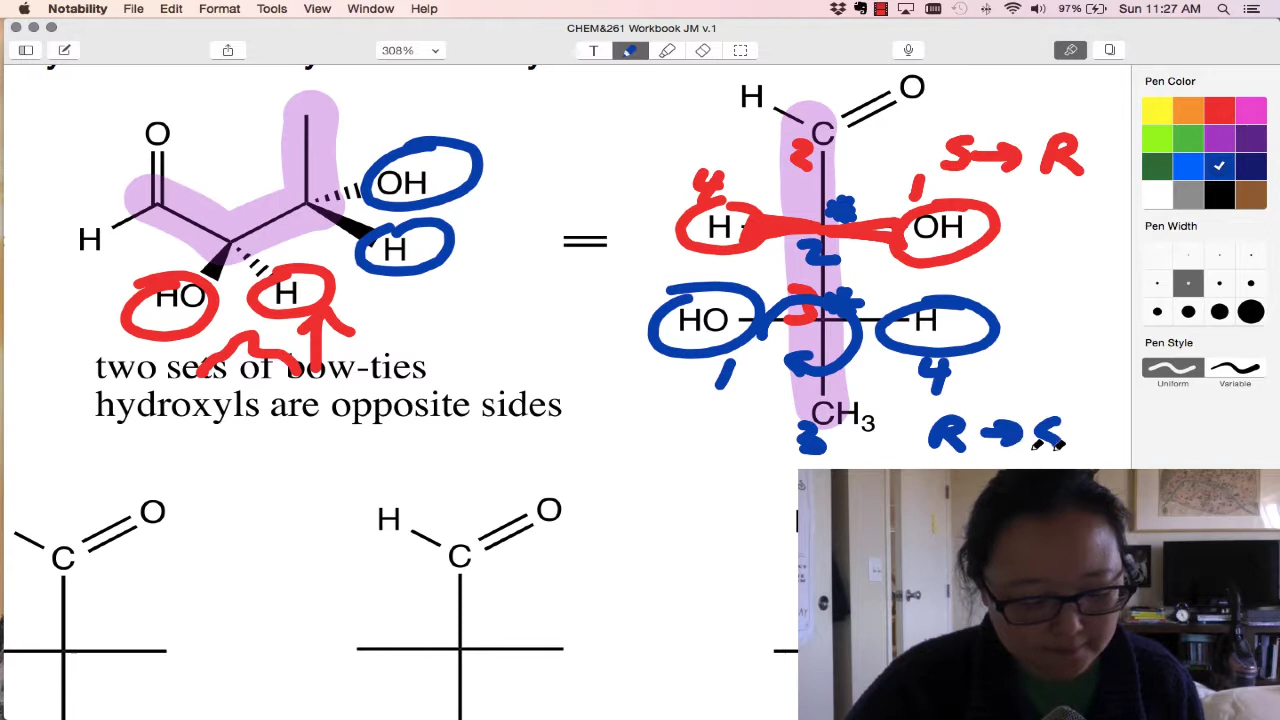 Notability File Edit Format Tools View Window Help 97% Sun 11:27 AM
CHEM&261 Workbook JM v.1
308% T
Pen Color
Pen Width
Pen Style
Uniform Variable
O
H
OH
H
HO H
=
H O
C
2
S → R
4 1
H OH
* 2
3 *
HO H
1 4
CH3
3
R → S
two sets of bow-ties
hydroxyls are opposite sides
C O
H C O